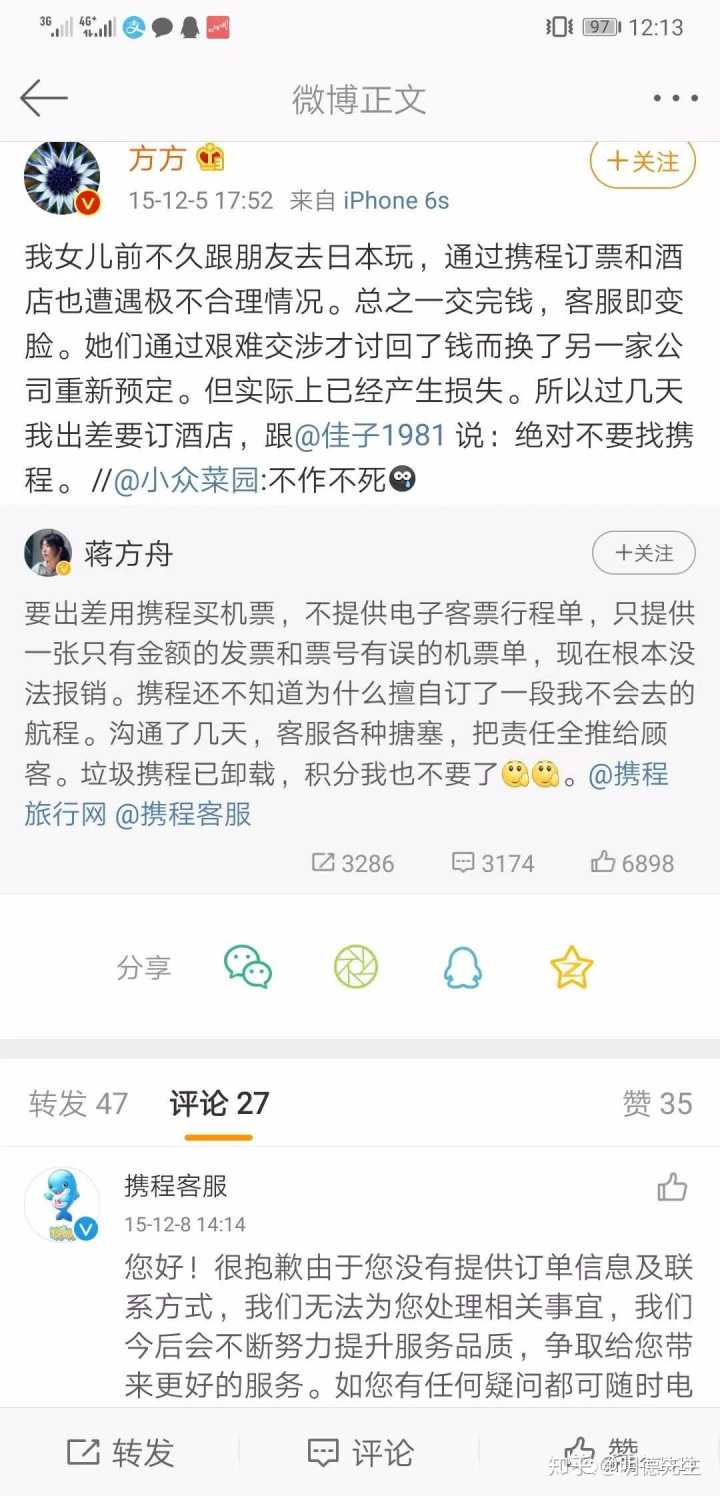 3G 4G+ 97 12:13
微博正文
方方
+关注
15-12-5 17:52 来自 iPhone 6s
我女儿前不久跟朋友去日本玩，通过携程订票和酒
店也遭遇极不合理情况。总之一交完钱，客服即变
脸。她们通过艰难交涉才讨回了钱而换了另一家公
司重新预定。但实际上已经产生损失。所以过几天
我出差要订酒店，跟@佳子1981 说：绝对不要找携
程。//@小众菜园:不作不死
蒋方舟
+关注
要出差用携程买机票，不提供电子客票行程单，只提供
一张只有金额的发票和票号有误的机票单，现在根本没
法报销。携程还不知道为什么擅自订了一段我不会去的
航程。沟通了几天，客服各种搪塞，把责任全推给顾
客。垃圾携程已卸载，积分我也不要了。@携程
旅行网 @携程客服
3286 3174 6898
分享
转发 47 评论 27 赞 35
携程客服
15-12-8 14:14
您好！很抱歉由于您没有提供订单信息及联
系方式，我们无法为您处理相关事宜，我们
今后会不断努力提升服务品质，争取给您带
来更好的服务。如您有任何疑问都可随时电
转发 评论 赞
知乎 @明德先生